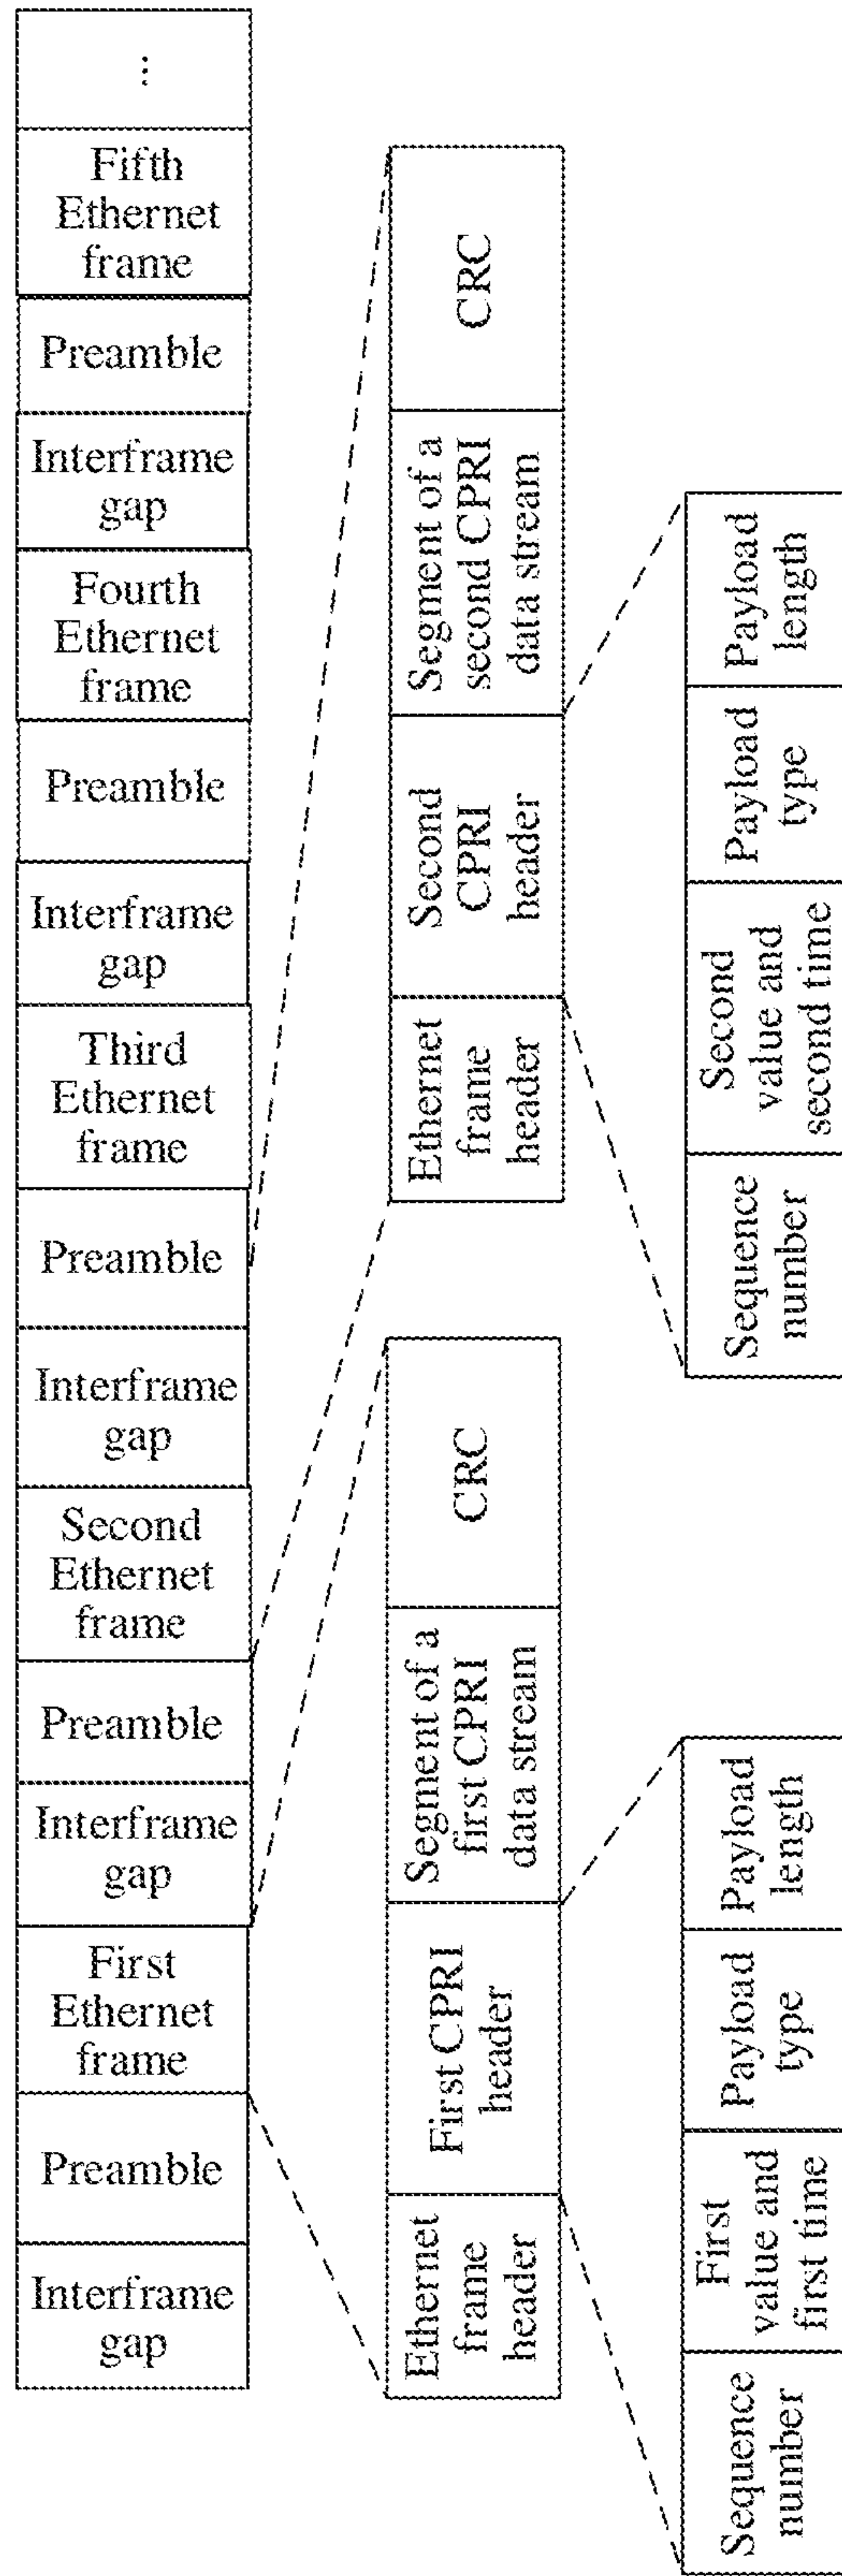 Interframe
gap
Preamble
First
Ethernet
frame
Interframe
gap
Preamble
Second
Ethernet
frame
Interframe
gap
Preamble
Third
Ethernet
frame
Interframe
gap
Preamble
Fourth
Ethernet
frame
Interframe
gap
Preamble
Fifth
Ethernet
frame
...
Ethernet
frame
header
First CPRI
header
Segment of a
first CPRI
data stream
CRC
Ethernet
frame
header
Second
CPRI
header
Segment of a
second CPRI
data stream
CRC
Sequence
number
First
value and
first time
Payload
type
Payload
length
Sequence
number
Second
value and
second time
Payload
type
Payload
length